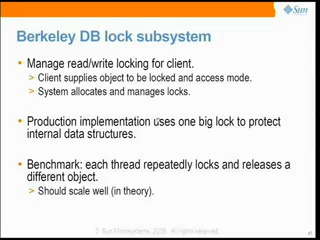 Sun
Berkeley DB lock subsystem
• Manage read/write locking for client.
> Client supplies object to be locked and access mode.
> System allocates and manages locks.
• Production implementation uses one big lock to protect
internal data structures.
• Benchmark: each thread repeatedly locks and releases a
different object.
> Should scale well (in theory).
© Sun Microsystems, 2008. All rights reserved.